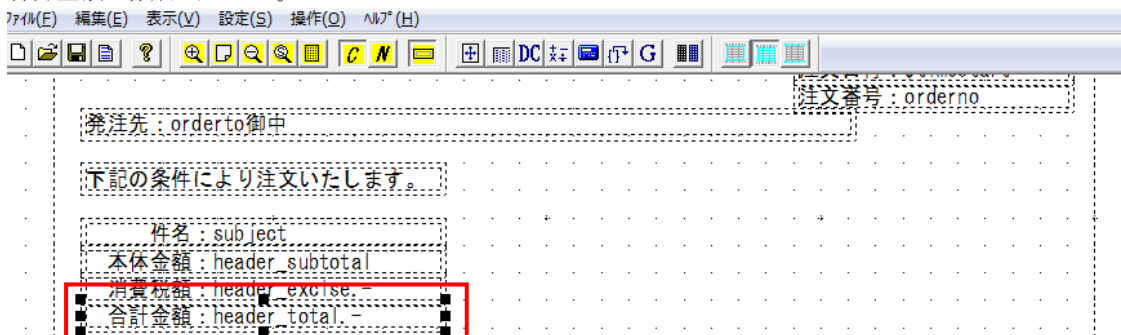 ﾌｧｲﾙ(F) 編集(E) 表示(V) 設定(S) 操作(O) ﾍﾙﾌﾟ(H)
C N DC G
注文番号：orderno
発注先：orderto御中
下記の条件により注文いたします。
件名：subject
本体金額：header_subtotal
消費税額：header_excise.-
合計金額：header_total.-